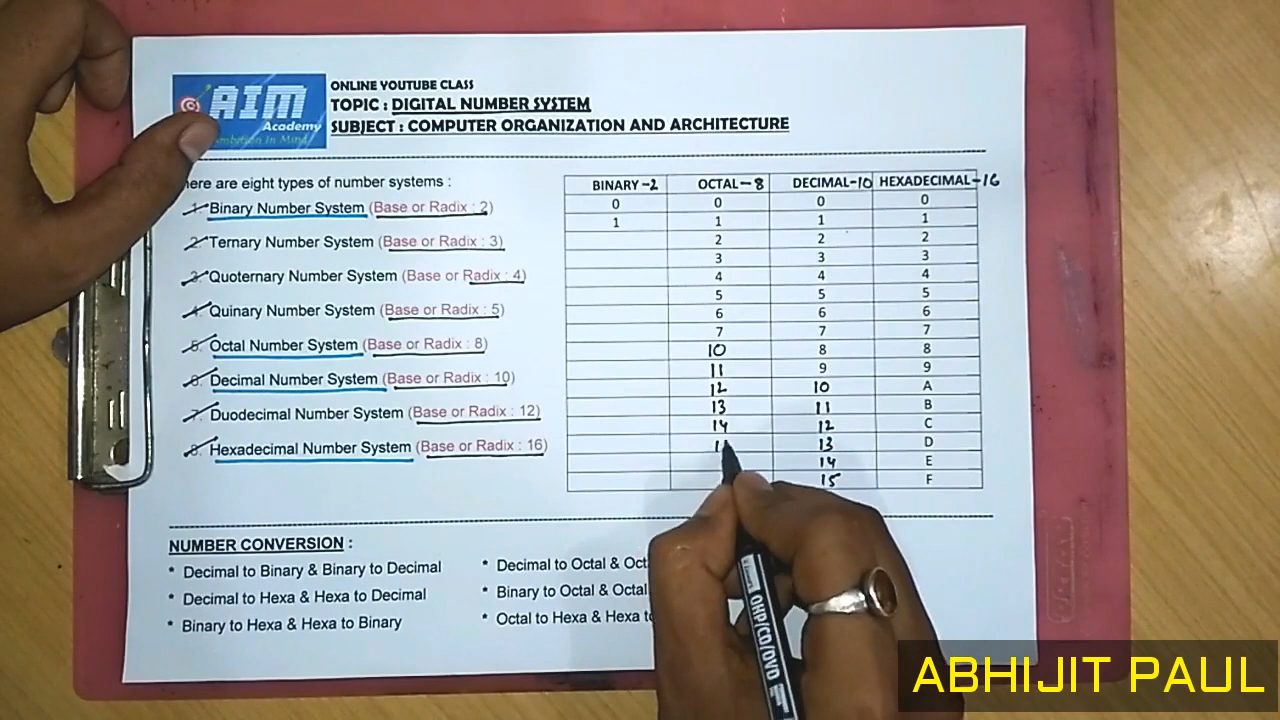 AIM
Academy
Ambition In Mind
ONLINE YOUTUBE CLASS
TOPIC : DIGITAL NUMBER SYSTEM
SUBJECT : COMPUTER ORGANIZATION AND ARCHITECTURE
here are eight types of number systems :
1. Binary Number System (Base or Radix : 2)
2. Ternary Number System (Base or Radix : 3)
3. Quoternary Number System (Base or Radix : 4)
4. Quinary Number System (Base or Radix : 5)
5. Octal Number System (Base or Radix : 8)
6. Decimal Number System (Base or Radix : 10)
7. Duodecimal Number System (Base or Radix : 12)
8. Hexadecimal Number System (Base or Radix : 16)
BINARY -2 OCTAL-8 DECIMAL-10 HEXADECIMAL-16
0 0 0 0
1 1 1 1
2 2 2
3 3 3
4 4 4
5 5 5
6 6 6
7 7 7
10 8 8
11 9 9
12 10 A
13 11 B
14 12 C
13 D
14 E
15 F
NUMBER CONVERSION :
* Decimal to Binary & Binary to Decimal
* Decimal to Hexa & Hexa to Decimal
* Binary to Hexa & Hexa to Binary
* Decimal to Octal & Oct
* Binary to Octal & Octal
* Octal to Hexa & Hexa to
OHP/CD/DVD
ABHIJIT PAUL